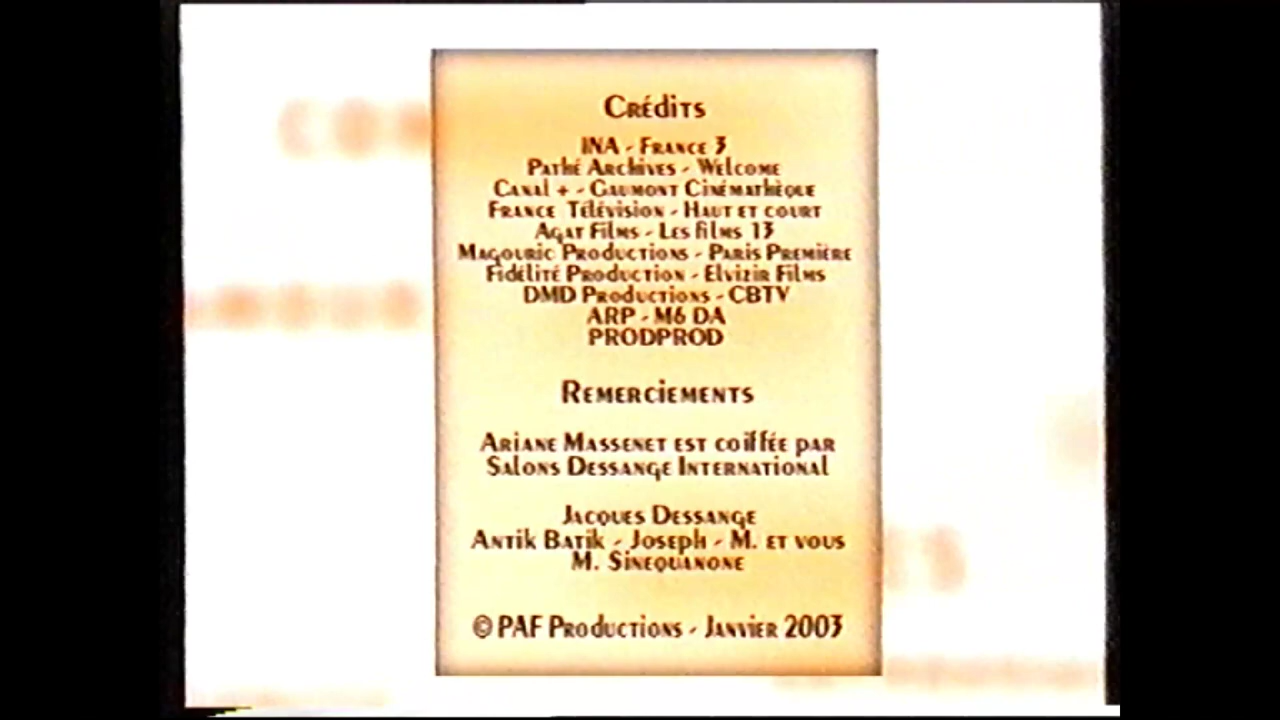 Crédits
INA - France 3
Pathé Archives - Welcome
Canal + - Gaumont Cinémathèque
France Télévision - Haut et court
Agat Films - Les films 13
Magouric Productions - Paris Première
Fidélité Production - Elvizir Films
DMD Productions - CBTV
ARP - M6 DA
PRODPROD
Remerciements
Ariane Massenet est coiffée par
Salons Dessange International
Jacques Dessange
Antik Batik - Joseph - M. et vous
M. Sinequanone
© PAF Productions - Janvier 2003